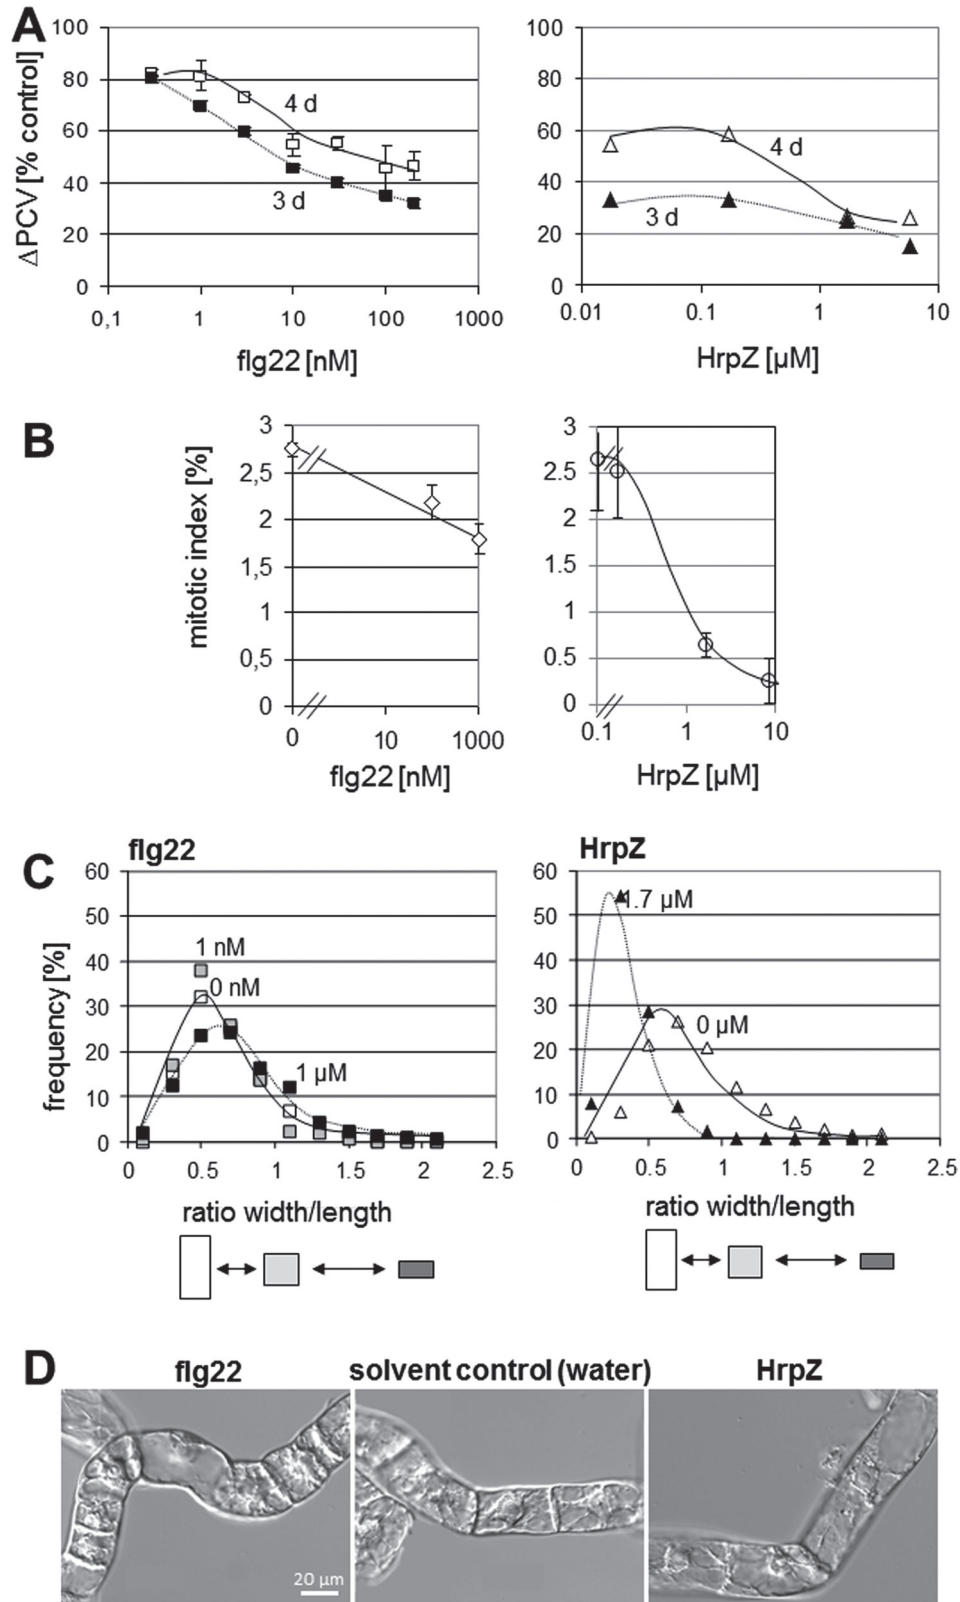 A
ΔPCV [% control]
100
80
60
40
20
0
4 d
3 d
0,1
1
10
100
1000
flg22 [nM]
100
80
60
40
20
0
4 d
3 d
0.01
0.1
1
10
HrpZ [µM]
B
mitotic index [%]
3
2,5
2
1,5
1
0,5
0
0
10
1000
flg22 [nM]
3
2.5
2
1.5
1
0.5
0
0.1
1
10
HrpZ [µM]
C
flg22
frequency [%]
60
50
40
30
20
10
0
1 nM
0 nM
1 µM
0
0.5
1
1.5
2
2.5
ratio width/length
HrpZ
60
50
40
30
20
10
0
1.7 µM
0 µM
0
0.5
1
1.5
2
2.5
ratio width/length
D
flg22
solvent control (water)
HrpZ
20 µm